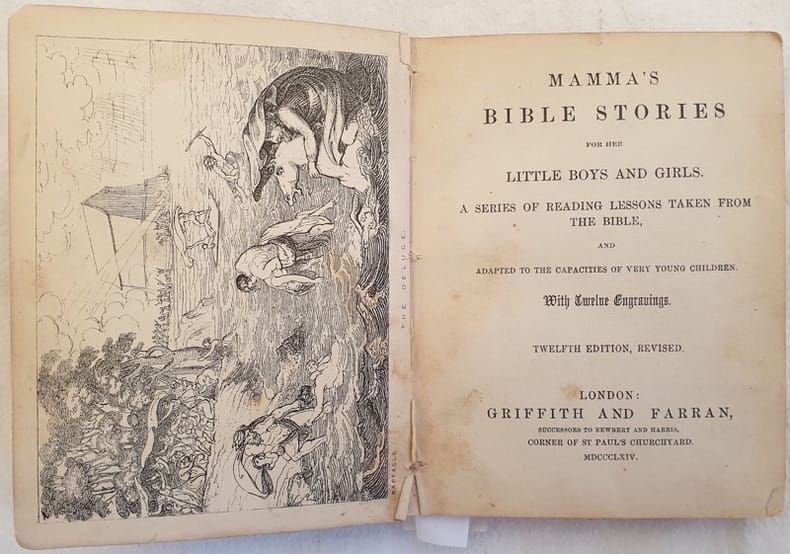 THE DELUGE.
RAFFAELE
MAMMA'S
BIBLE STORIES
FOR HER
LITTLE BOYS AND GIRLS.
A SERIES OF READING LESSONS TAKEN FROM
THE BIBLE,
AND
ADAPTED TO THE CAPACITIES OF VERY YOUNG CHILDREN.
With Twelve Engravings.
TWELFTH EDITION, REVISED.
LONDON:
GRIFFITH AND FARRAN,
SUCCESSORS TO NEWBERY AND HARRIS,
CORNER OF ST PAUL'S CHURCHYARD.
MDCCCLXIV.